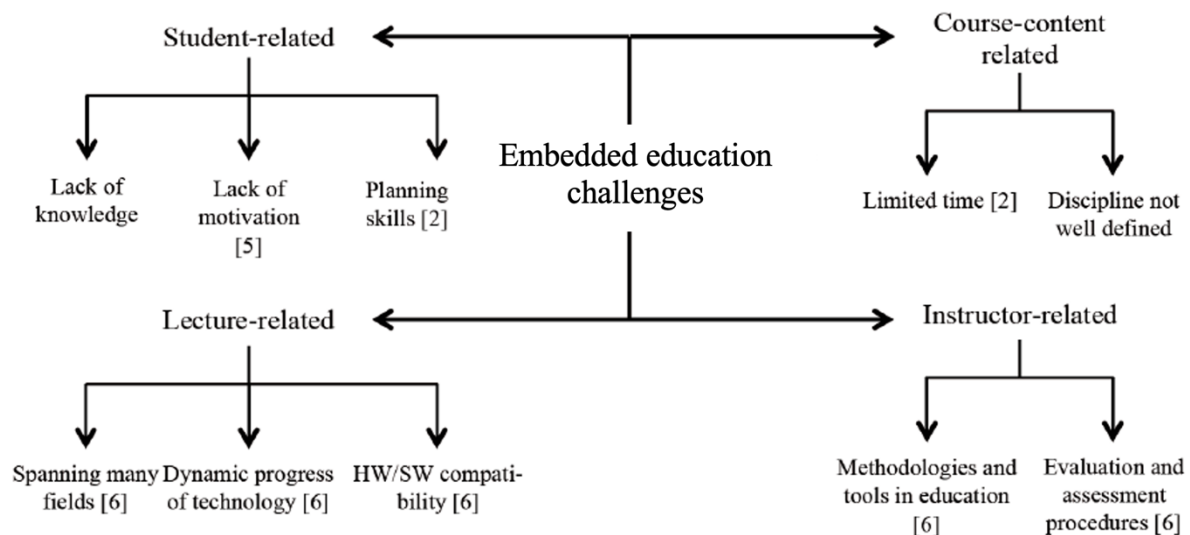 Student-related
Course-content
related
Embedded education
challenges
Lack of
knowledge
Lack of
motivation
[5]
Planning
skills [2]
Limited time [2]
Discipline not
well defined
Lecture-related
Instructor-related
Spanning many
fields [6]
Dynamic progress
of technology [6]
HW/SW compati-
bility [6]
Methodologies and
tools in education
[6]
Evaluation and
assessment
procedures [6]